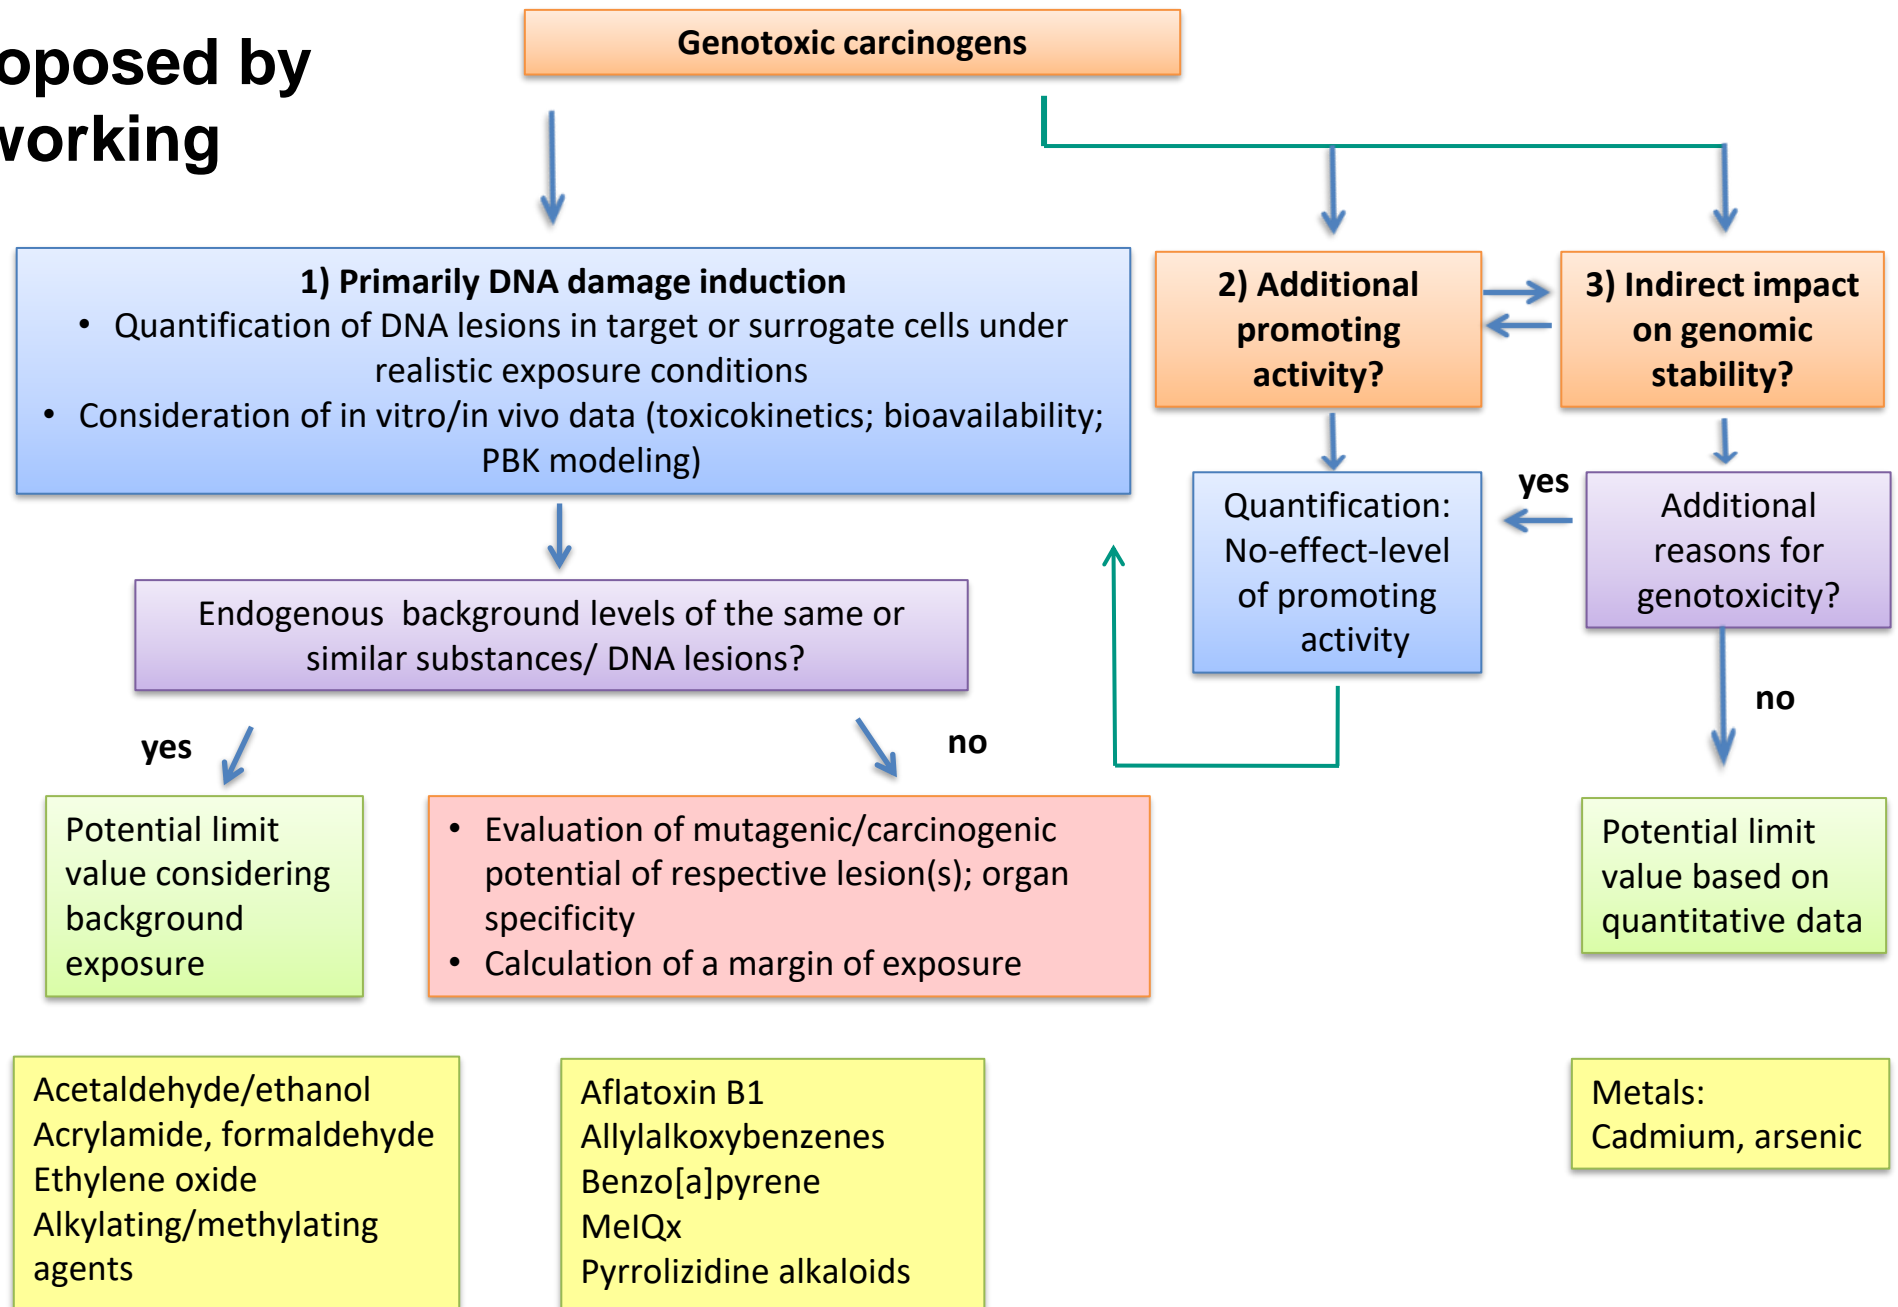 oposed by
working
Genotoxic carcinogens
1) Primarily DNA damage induction
• Quantification of DNA lesions in target or surrogate cells under
realistic exposure conditions
• Consideration of in vitro/in vivo data (toxicokinetics; bioavailability;
PBK modeling)
2) Additional
promoting
activity?
3) Indirect impact
on genomic
stability?
Quantification:
No-effect-level
of promoting
activity
yes
Additional
reasons for
genotoxicity?
no
Endogenous  background levels of the same or
similar substances/ DNA lesions?
yes
no
Potential limit
value considering
background
exposure
• Evaluation of mutagenic/carcinogenic
potential of respective lesion(s); organ
specificity
• Calculation of a margin of exposure
Potential limit
value based on
quantitative data
Acetaldehyde/ethanol
Acrylamide, formaldehyde
Ethylene oxide
Alkylating/methylating
agents
Aflatoxin B1
Allylalkoxybenzenes
Benzo[a]pyrene
MeIQx
Pyrrolizidine alkaloids
Metals:
Cadmium, arsenic